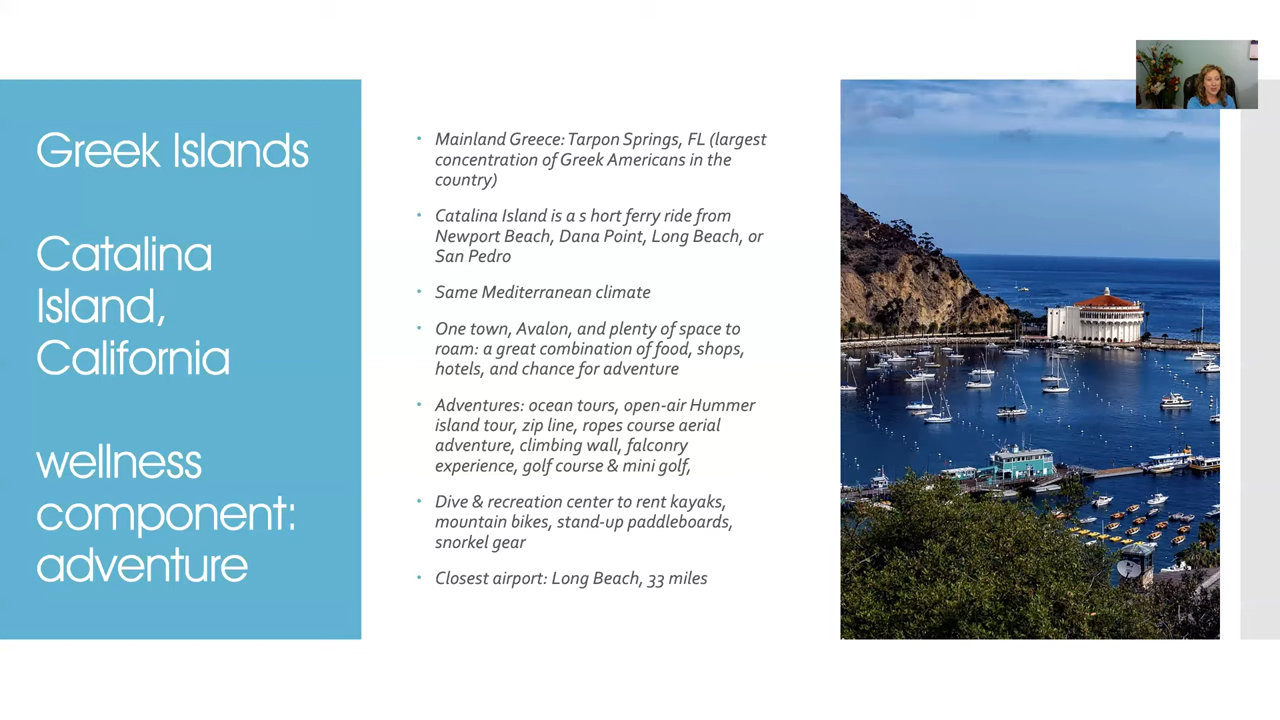 Greek Islands
Catalina
Island,
California
wellness
component:
adventure
• Mainland Greece: Tarpon Springs, FL (largest
concentration of Greek Americans in the
country)
• Catalina Island is a s hort ferry ride from
Newport Beach, Dana Point, Long Beach, or
San Pedro
• Same Mediterranean climate
• One town, Avalon, and plenty of space to
roam: a great combination of food, shops,
hotels, and chance for adventure
• Adventures: ocean tours, open-air Hummer
island tour, zip line, ropes course aerial
adventure, climbing wall, falconry
experience, golf course & mini golf,
• Dive & recreation center to rent kayaks,
mountain bikes, stand-up paddleboards,
snorkel gear
• Closest airport: Long Beach, 33 miles